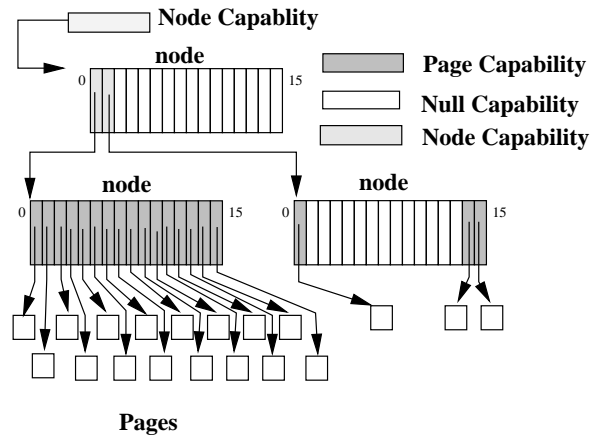 Node Capablity
node
0
15
Page Capability
Null Capability
Node Capability
node
0
15
node
0
15
Pages